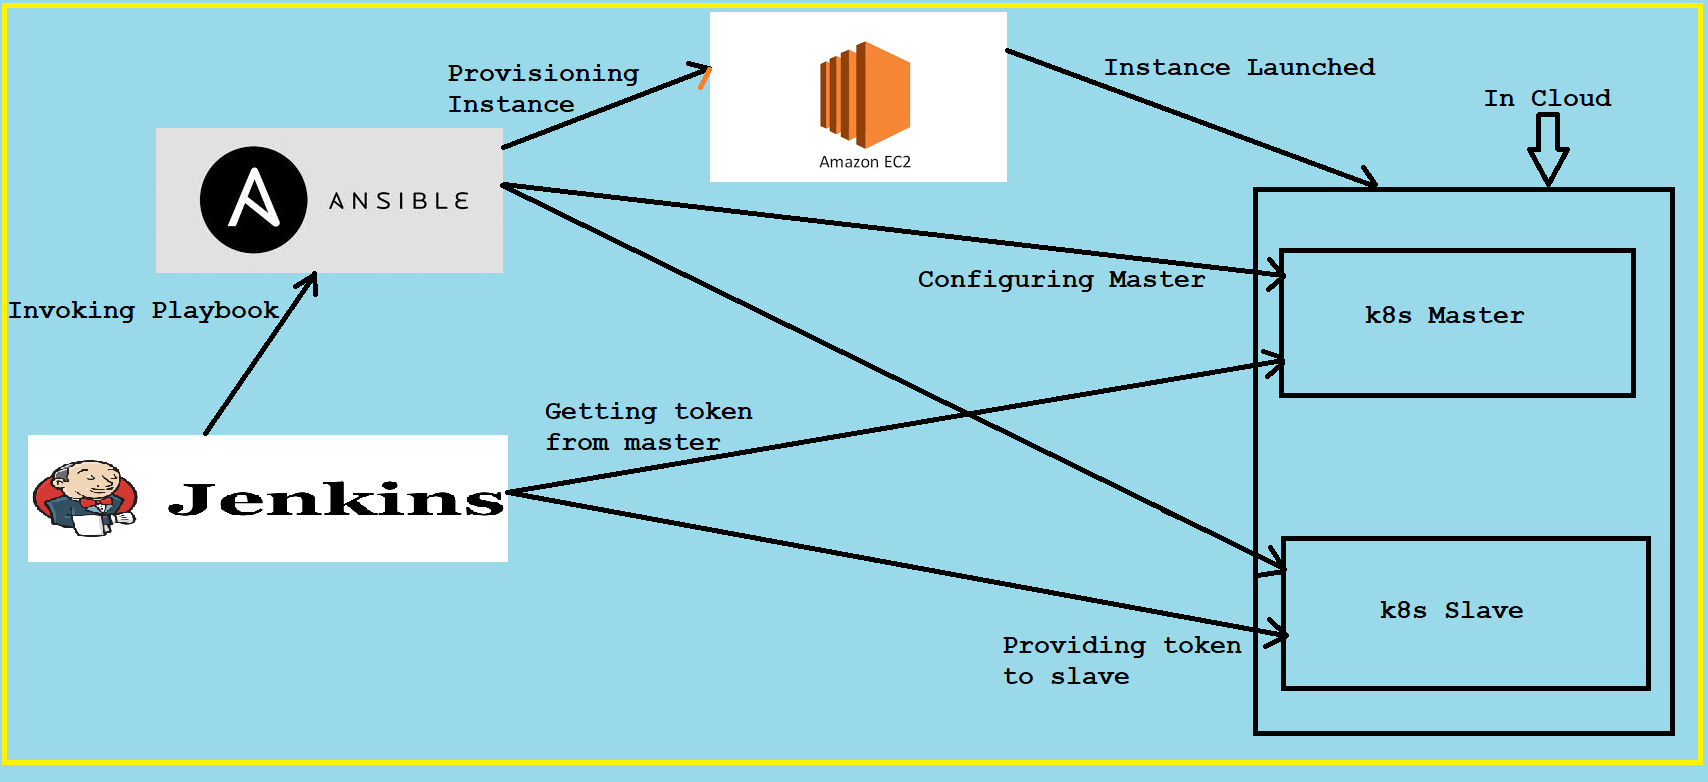 Provisioning
Instance
Amazon EC2
Instance Launched
In Cloud
A ANSIBLE
Invoking Playbook
Configuring Master
k8s Master
Getting token
from master
Jenkins
k8s Slave
Providing token
to slave